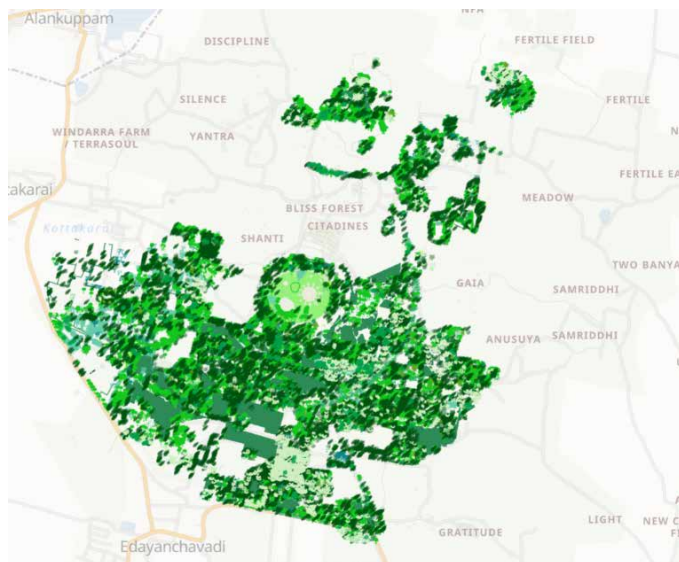 Alankuppam
NFA
DISCIPLINE
FERTILE FIELD
SILENCE
FERTILE
WINDARRA FARM
/ TERRASOUL
YANTRA
FERTILE EA
takarai
MEADOW
BLISS FOREST
Kottakarai
CITADINES
SHANTI
TWO BANYA
GAIA
SAMRIDDHI
ANUSUYA
SAMRIDDHI
LIGHT
NEW C
GRATITUDE
Edayanchavadi